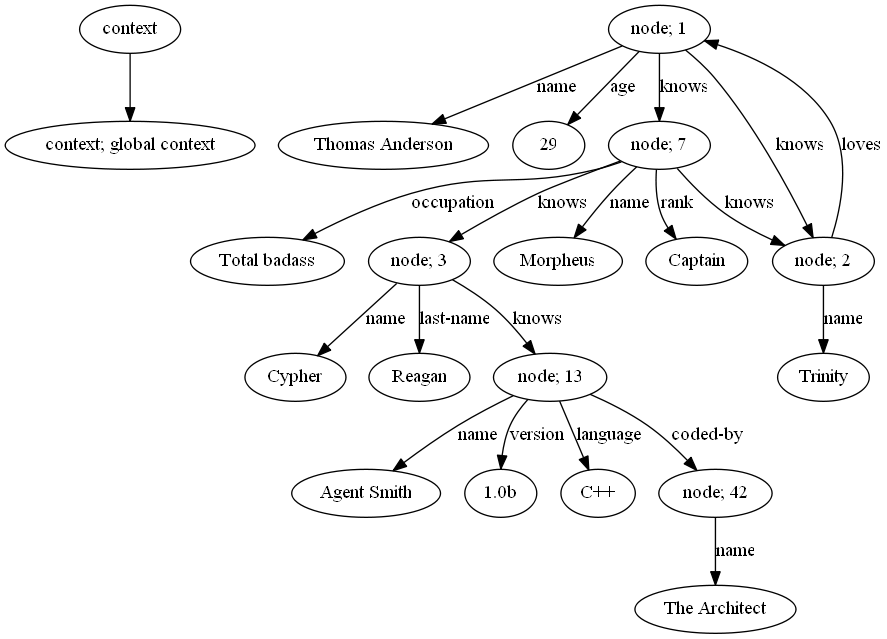 context
node; 1
name
age
knows
context; global context
Thomas Anderson
29
node; 7
knows
loves
occupation
knows
name
rank
knows
Total badass
node; 3
Morpheus
Captain
node; 2
name
last-name
knows
name
Cypher
Reagan
node; 13
Trinity
name
version
language
coded-by
Agent Smith
1.0b
C++
node; 42
name
The Architect